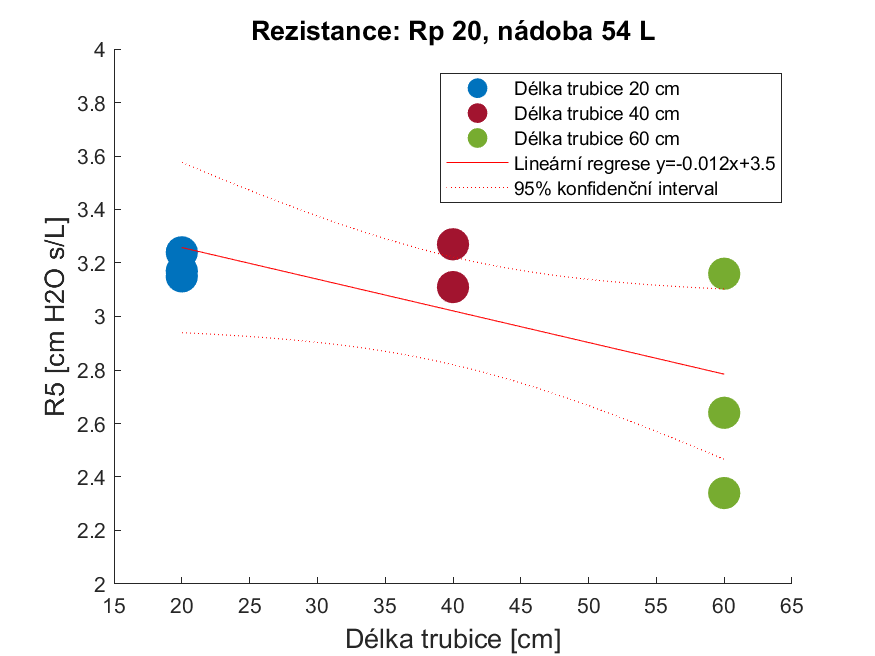 Rezistance: Rp 20, nádoba 54 L
4
3.8
3.6
3.4
3.2
3
2.8
2.6
2.4
2.2
2
R5 [cm H2O s/L]
Délka trubice 20 cm
Délka trubice 40 cm
Délka trubice 60 cm
Lineární regrese y=-0.012x+3.5
95% konfidenční interval
15 20 25 30 35 40 45 50 55 60 65
Délka trubice [cm]